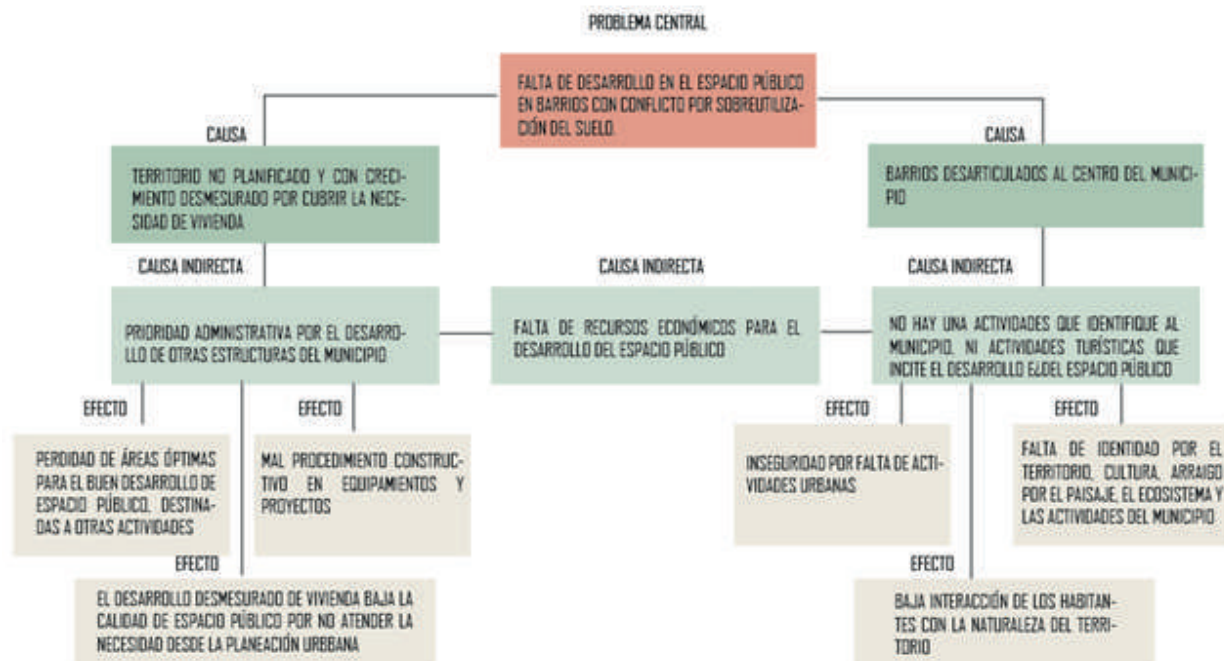 PROBLEMA CENTRAL
FALTA DE DESARROLLO EN EL ESPACIO PÚBLICO
EN BARRIOS CON CONFLICTO POR SOBREUTILIZA-
CIÓN DEL SUELO.
CAUSA
TERRITORIO NO PLANIFICADO Y CON CRECI-
MIENTO DESMESURADO POR CUBRIR LA NECE-
SIDAD DE VIVIENDA
CAUSA
BARRIOS DESARTICULADOS AL CENTRO DEL MUNICI-
PIO
CAUSA INDIRECTA
PRIORIDAD ADMINISTRATIVA POR EL DESARRO-
LLO DE OTRAS ESTRUCTURAS DEL MUNICIPIO
CAUSA INDIRECTA
FALTA DE RECURSOS ECONÓMICOS PARA EL
DESARROLLO DEL ESPACIO PÚBLICO
CAUSA INDIRECTA
NO HAY UNA ACTIVIDADES QUE IDENTIFIQUE AL
MUNICIPIO, NI ACTIVIDADES TURÍSTICAS QUE
INCITE EL DESARROLLO E¿DEL ESPACIO PÚBLICO
EFECTO
PERDIDAD DE ÁREAS ÓPTIMAS
PARA EL BUEN DESARROLLO DE
ESPACIO PÚBLICO, DESTINA-
DAS A OTRAS ACTIVIDADES
EFECTO
MAL PROCEDIMIENTO CONSTRUC-
TIVO EN EQUIPAMIENTOS Y
PROYECTOS
EFECTO
INSEGURIDAD POR FALTA DE ACTI-
VIDADES URBANAS
EFECTO
FALTA DE IDENTIDAD POR EL
TERRITORIO, CULTURA, ARRAIGO
POR EL PAISAJE, EL ECOSISTEMA Y
LAS ACTIVIDADES DEL MUNICIPIO
EFECTO
EL DESARROLLO DESMESURADO DE VIVIENDA BAJA LA
CALIDAD DE ESPACIO PÚBLICO POR NO ATENDER LA
NECESIDAD DESDE LA PLANEACIÓN URBBANA
EFECTO
BAJA INTERACCIÓN DE LOS HABITAN-
TES CON LA NATURALEZA DEL TERRI-
TORIO